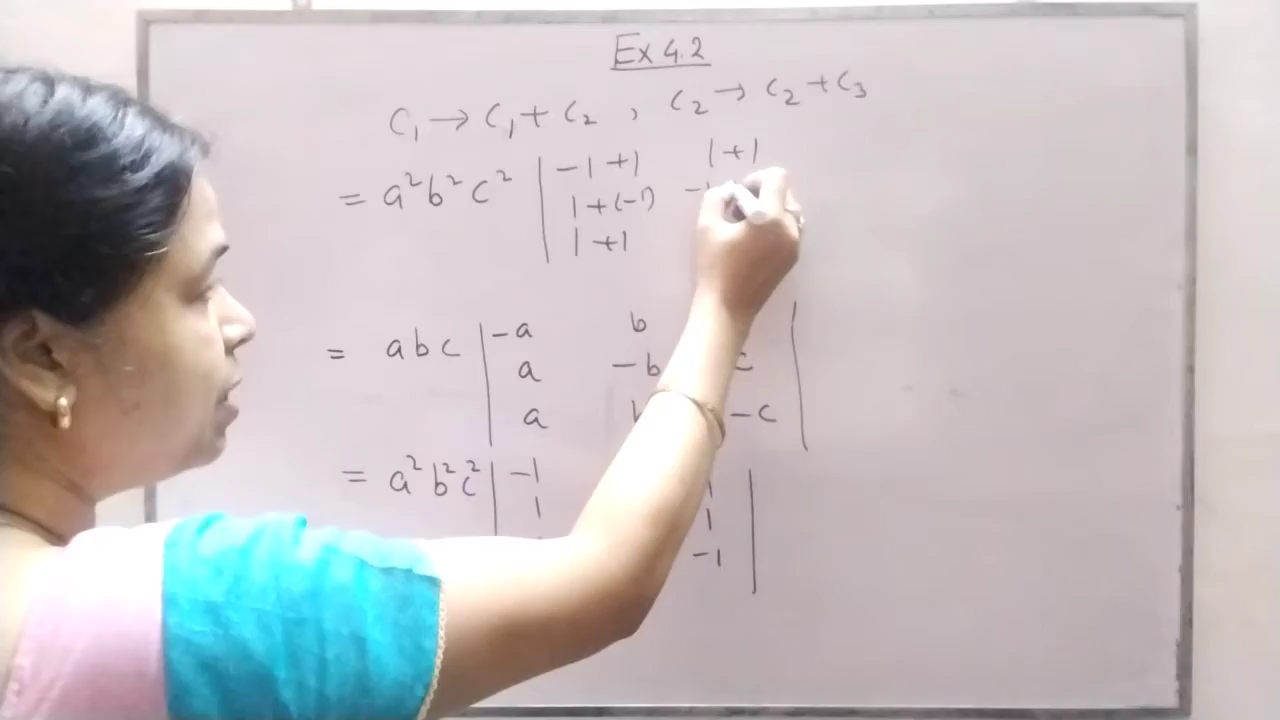 Ex 4.2
C₁ → C₁ + C₂ , C₂ → C₂ + C₃
= a²b²c² | -1 +1 1 +1
1 + (-1) -1
1 +1
= abc | -a b |
a -b c
a -c
= a²b²c² | -1 |
1 1
-1